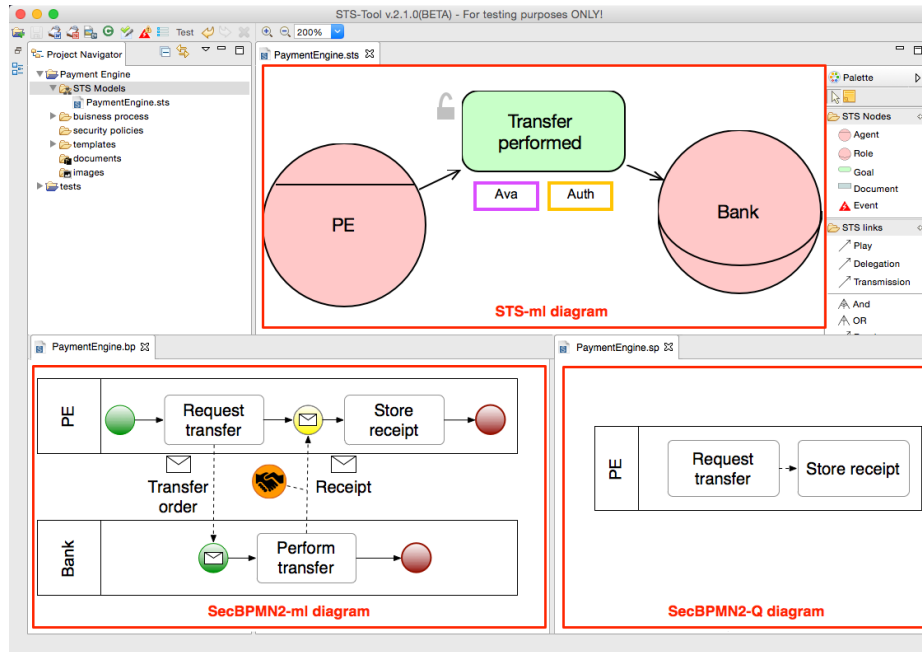 STS-Tool v.2.1.0(BETA) - For testing purposes ONLY!
Test
200%
Project Navigator
Payment Engine
STS Models
PaymentEngine.sts
buisness process
security policies
templates
documents
images
tests
PaymentEngine.sts
Transfer
performed
PE
Ava
Auth
Bank
STS-ml diagram
Palette
STS Nodes
Agent
Role
Goal
Document
Event
STS links
Play
Delegation
Transmission
And
OR
PaymentEngine.bp
PE
Request
transfer
Store
receipt
Transfer
order
Receipt
Bank
Perform
transfer
SecBPMN2-ml diagram
PaymentEngine.sp
PE
Request
transfer
Store receipt
SecBPMN2-Q diagram